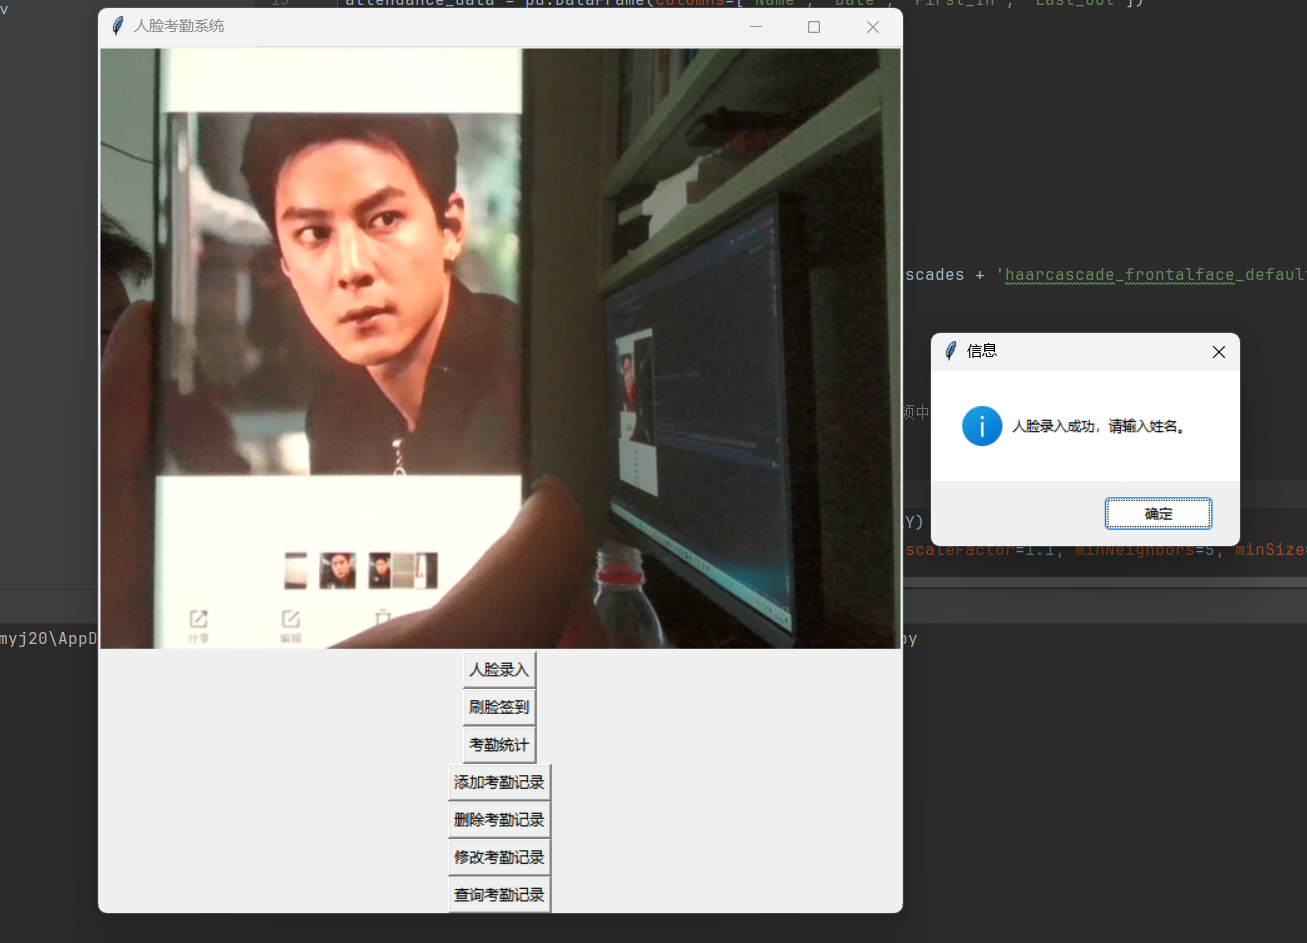 attendance_data = pd.DataFrame(columns=['Name', 'Date', 'First_In', 'Last_Out'])
人脸考勤系统
scades + 'haarcascade_frontalface_defaul
信息
频中
人脸录入成功，请输入姓名。
确定
Y)
scaleFactor=1.1, minNeighbors=5, minSize=
分享
编辑
myj20\AppD
py
人脸录入
刷脸签到
考勤统计
添加考勤记录
删除考勤记录
修改考勤记录
查询考勤记录